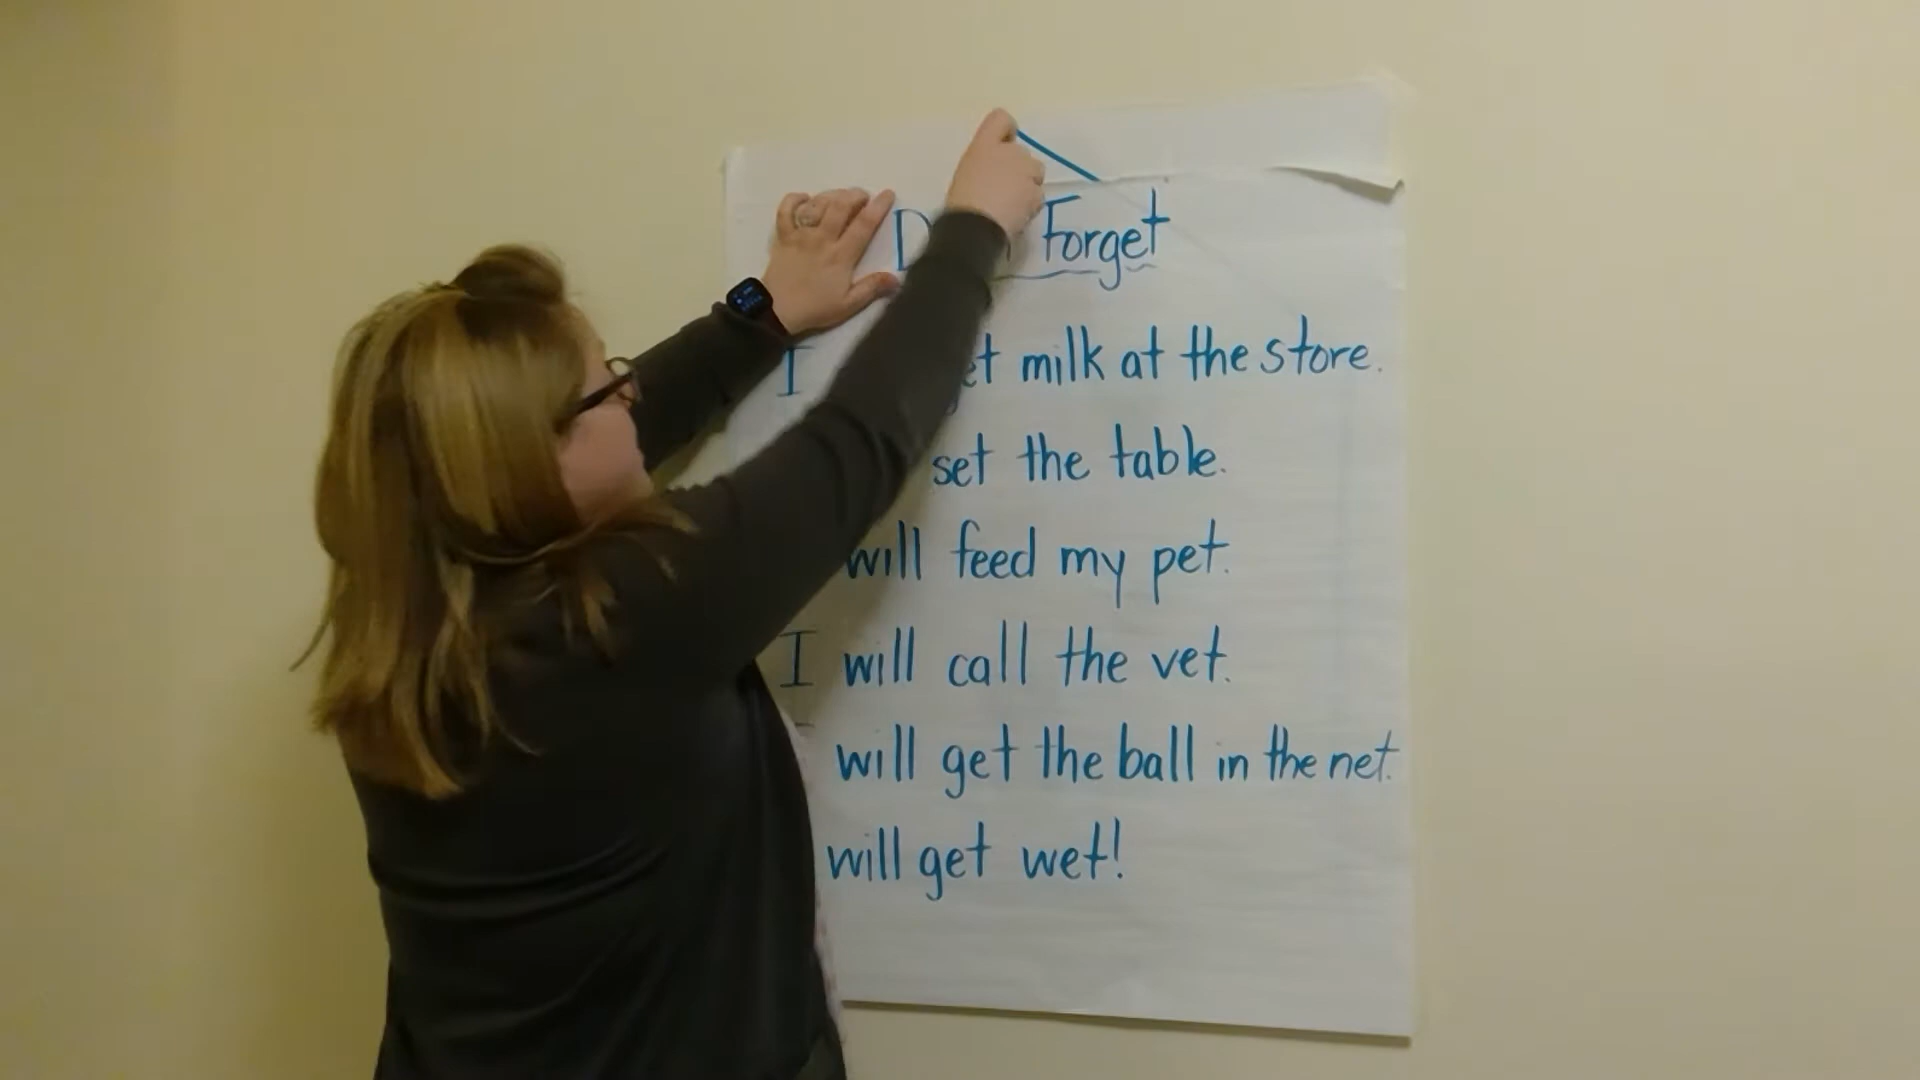 Forget
I et milk at the store.
set the table.
will feed my pet.
I will call the vet.
will get the ball in the net.
will get wet!